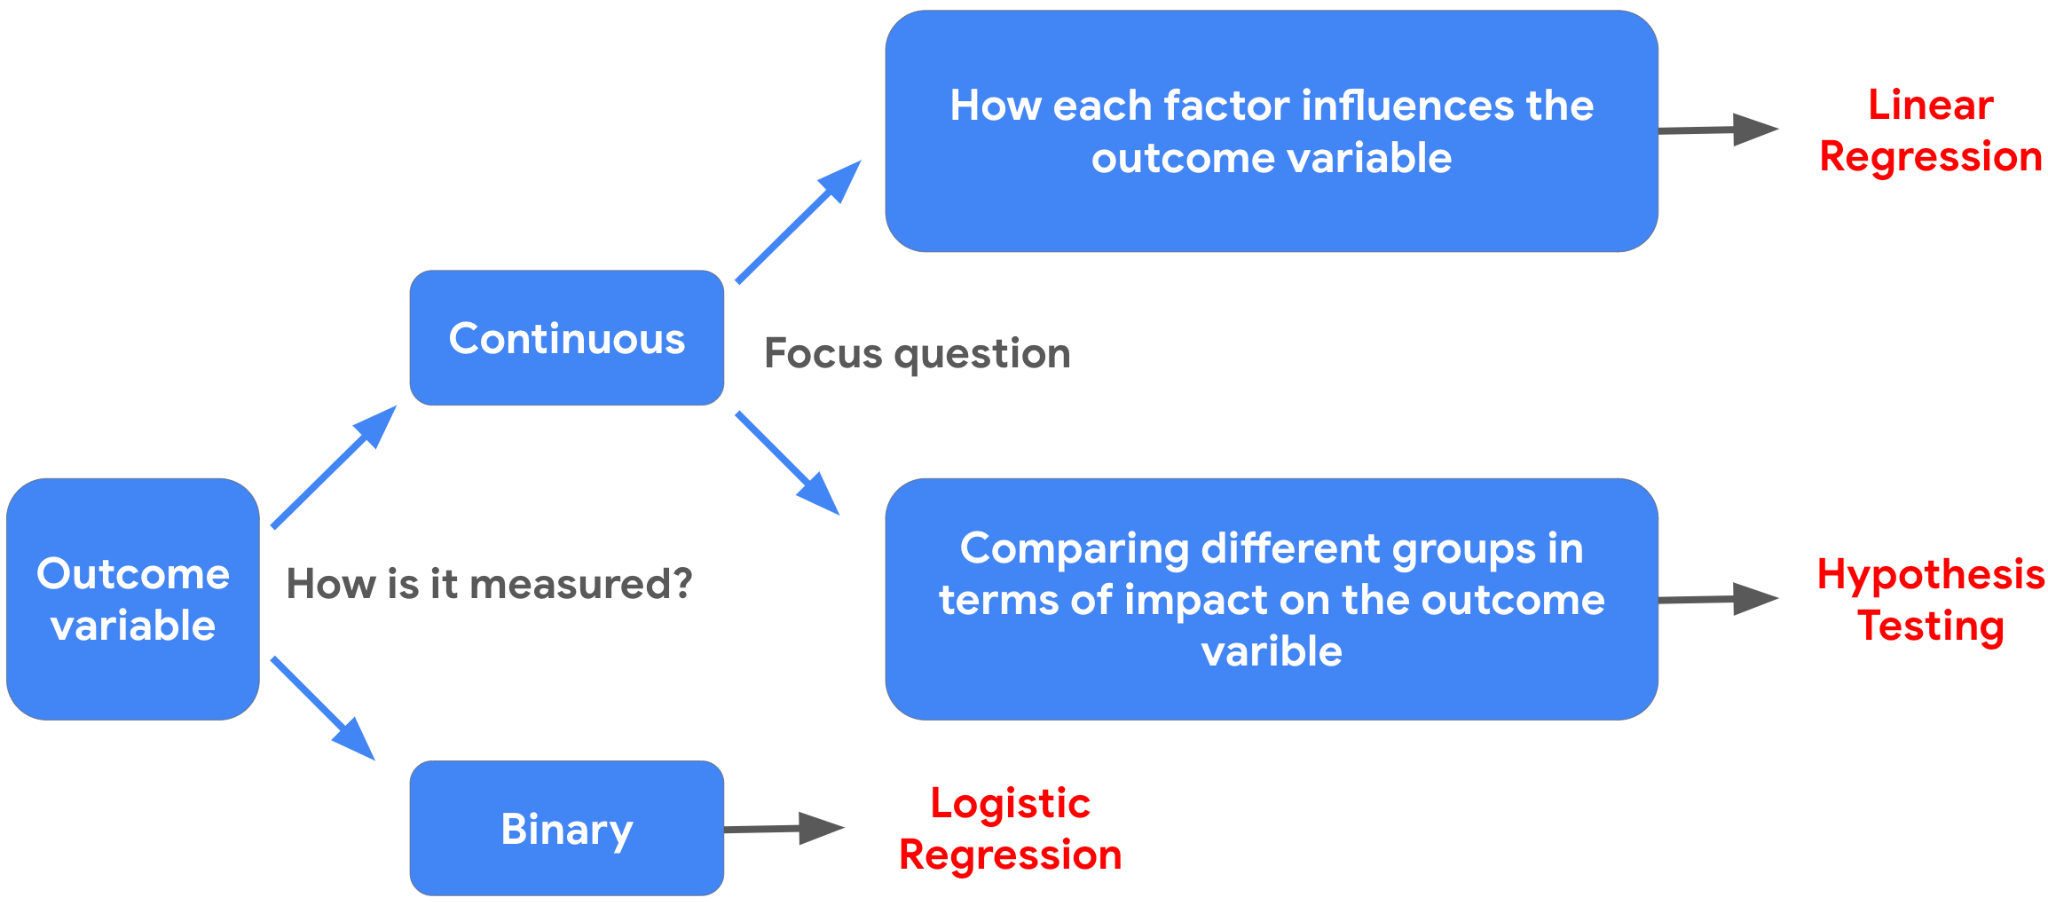 How each factor influences the
outcome variable
Linear
Regression
Continuous
Focus question
Outcome
variable
How is it measured?
Comparing different groups in
terms of impact on the outcome
varible
Hypothesis
Testing
Binary
Logistic
Regression